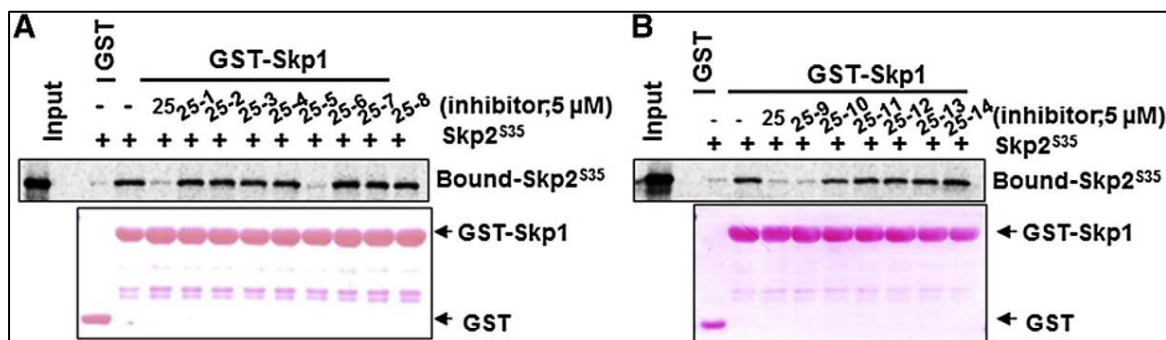 A
GST
GST-Skp1
Input
- - 25 25-1 25-2 25-3 25-4 25-5 25-6 25-7 25-8 (inhibitor;5 µM)
+ + + + + + + + + + + Skp2S35
Bound-Skp2S35
GST-Skp1
GST
B
GST
GST-Skp1
Input
- - 25 25-9 25-10 25-11 25-12 25-13 25-14 (inhibitor;5 µM)
+ + + + + + + + + Skp2S35
Bound-Skp2S35
GST-Skp1
GST